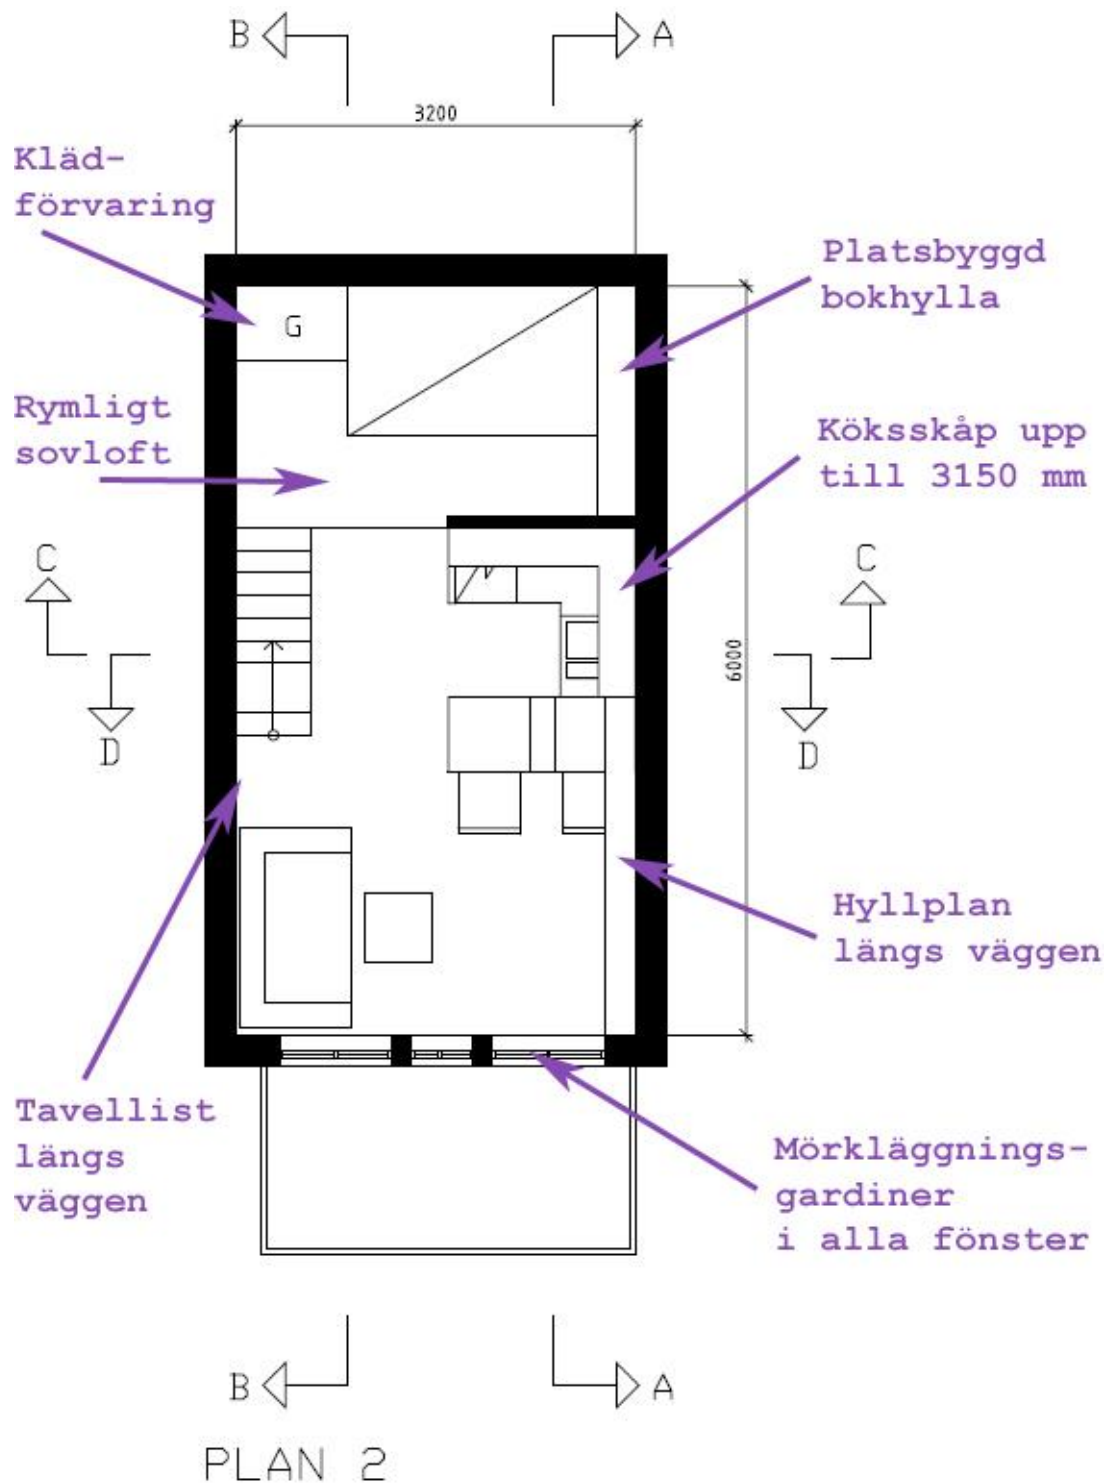 B
A
3200
Kläd-
förvaring
Platsbyggd
bokhylla
G
Rymligt
sovloft
Köksskåp upp
till 3150 mm
C
C
6000
D
D
Hyllplan
längs väggen
Tavellist
längs
väggen
Mörkläggnings-
gardiner
i alla fönster
B
A
PLAN 2